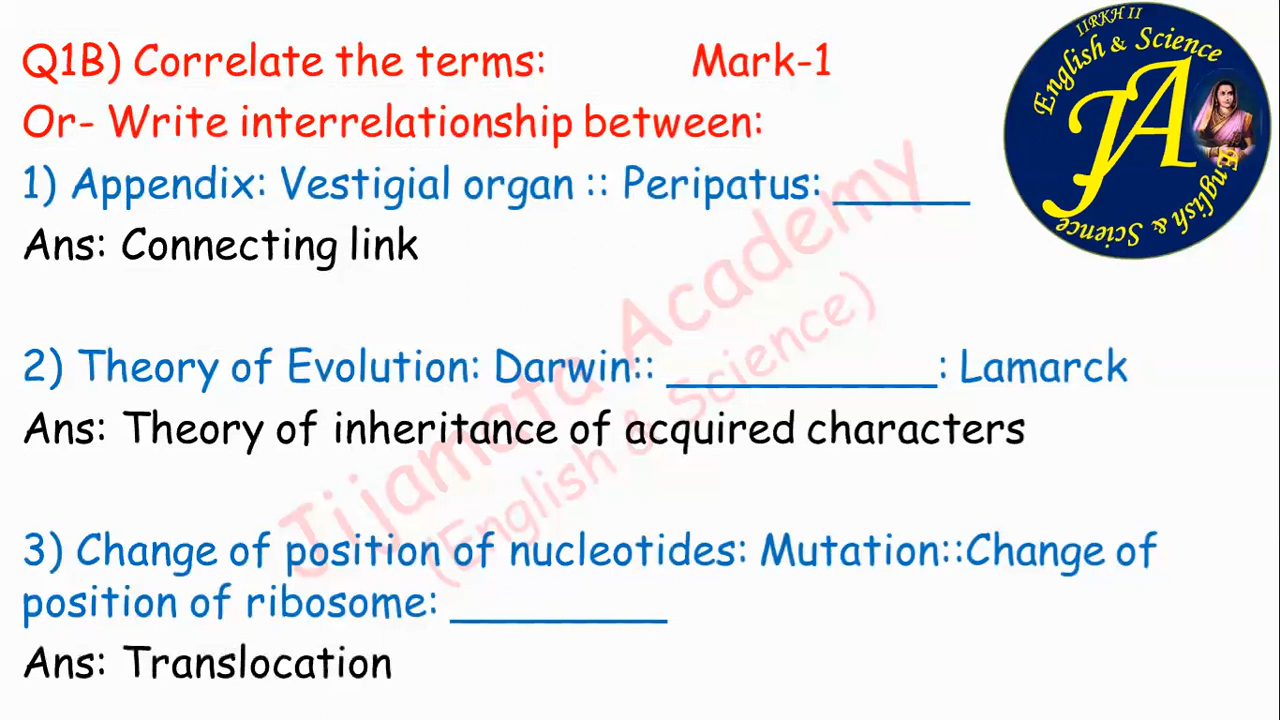 Q1B) Correlate the terms: Mark-1
Or- Write interrelationship between:
1) Appendix: Vestigial organ :: Peripatus: ______
Ans: Connecting link
2) Theory of Evolution: Darwin:: ____________: Lamarck
Ans: Theory of inheritance of acquired characters
3) Change of position of nucleotides: Mutation::Change of
position of ribosome: _________
Ans: Translocation
IIRKH II
English & Science
JA
English & Science
Jijamata Academy
(English & Science)